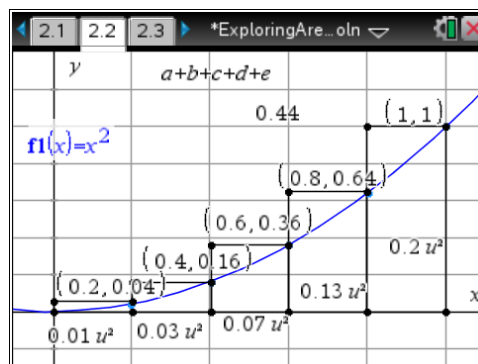 2.1 2.2 2.3 *ExploringAre...oln
y
a+b+c+d+e
0.44
(1,1)
f1(x)=x²
(0.8,0.64)
(0.6,0.36)
(0.4,0.16)
0.2 u²
(0.2,0.04)
0.13 u²
x
0.01 u² 0.03 u² 0.07 u²